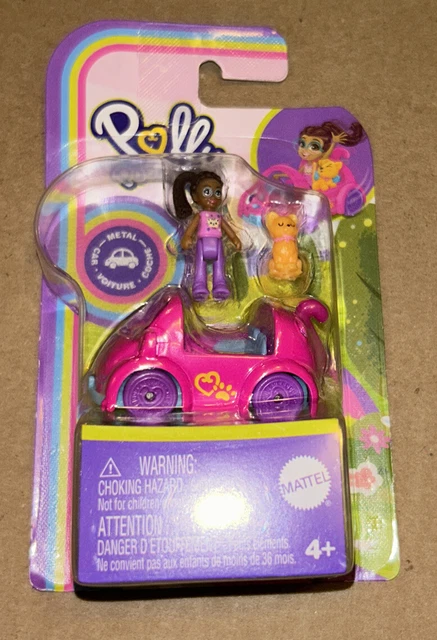 Polly
METAL
CAR • VOITURE • COCHE
WARNING:
CHOKING HAZARD
Not for children
MATTEL
ATTENTION
DANGER D'ÉTOUFFEMENT
éléments.
Ne convient pas aux enfants de moins de 36 mois.
4+